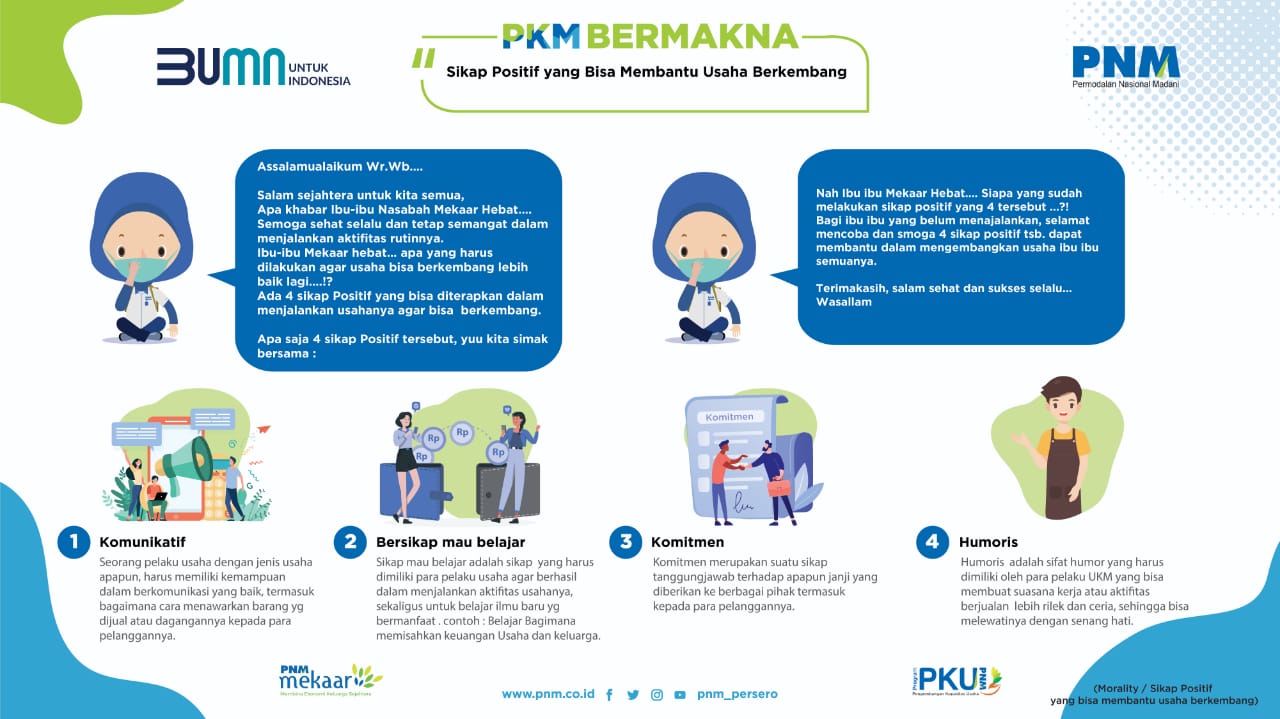 BUMN UNTUK
INDONESIA
PKM BERMAKNA
"
Sikap Positif yang Bisa Membantu Usaha Berkembang
PNM
Permodalan Nasional Madani
Assalamualaikum Wr.Wb....
Salam sejahtera untuk kita semua,
Apa khabar Ibu-ibu Nasabah Mekaar Hebat....
Semoga sehat selalu dan tetap semangat dalam
menjalankan aktifitas rutinnya.
Ibu-ibu Mekaar hebat... apa yang harus
dilakukan agar usaha bisa berkembang lebih
baik lagi....!?
Ada 4 sikap Positif yang bisa diterapkan dalam
menjalankan usahanya agar bisa berkembang.
Apa saja 4 sikap Positif tersebut, yuu kita simak
bersama :
Nah Ibu ibu Mekaar Hebat.... Siapa yang sudah
melakukan sikap positif yang 4 tersebut ...?!
Bagi ibu ibu yang belum menajalankan, selamat
mencoba dan smoga 4 sikap positif tsb. dapat
membantu dalam mengembangkan usaha ibu ibu
semuanya.
Terimakasih, salam sehat dan sukses selalu...
Wasallam
1 Komunikatif
Seorang pelaku usaha dengan jenis usaha
apapun, harus memiliki kemampuan
dalam berkomunikasi yang baik, termasuk
bagaimana cara menawarkan barang yg
dijual atau dagangannya kepada para
pelanggannya.
Rp
Rp
Rp
Rp
2 Bersikap mau belajar
Sikap mau belajar adalah sikap yang harus
dimiliki para pelaku usaha agar berhasil
dalam menjalankan aktifitas usahanya,
sekaligus untuk belajar ilmu baru yg
bermanfaat . contoh : Belajar Bagimana
memisahkan keuangan Usaha dan keluarga.
Komitmen
3 Komitmen
Komitmen merupakan suatu sikap
tanggungjawab terhadap apapun janji yang
diberikan ke berbagai pihak termasuk
kepada para pelanggannya.
4 Humoris
Humoris adalah sifat humor yang harus
dimiliki oleh para pelaku UKM yang bisa
membuat suasana kerja atau aktifitas
berjualan lebih rilek dan ceria, sehingga bisa
melewatinya dengan senang hati.
PNM
mekaar
Membina Ekonomi Keluarga Sejahtera
www.pnm.co.id pnm_persero
Program
PKU PNM
Pengembangan Kapasitas Usaha
(Morality / Sikap Positif
yang bisa membantu usaha berkembang)